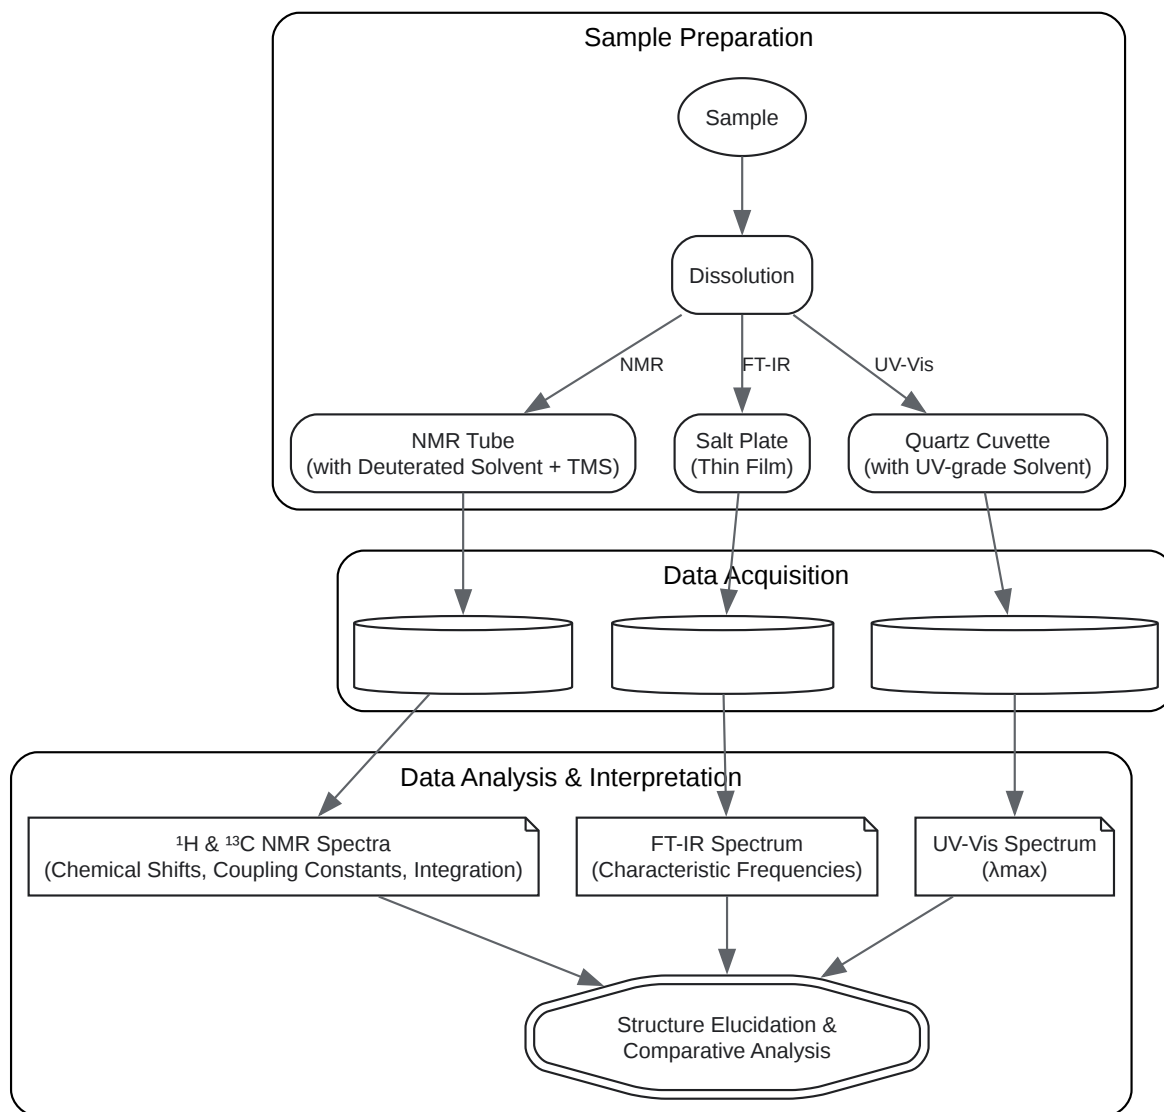 Sample Preparation
Sample
Dissolution
NMR
FT-IR
UV-Vis
NMR Tube
(with Deuterated Solvent + TMS)
Salt Plate
(Thin Film)
Quartz Cuvette
(with UV-grade Solvent)
Data Acquisition
Data Analysis & Interpretation
¹H & ¹³C NMR Spectra
(Chemical Shifts, Coupling Constants, Integration)
FT-IR Spectrum
(Characteristic Frequencies)
UV-Vis Spectrum
(λmax)
Structure Elucidation &
Comparative Analysis